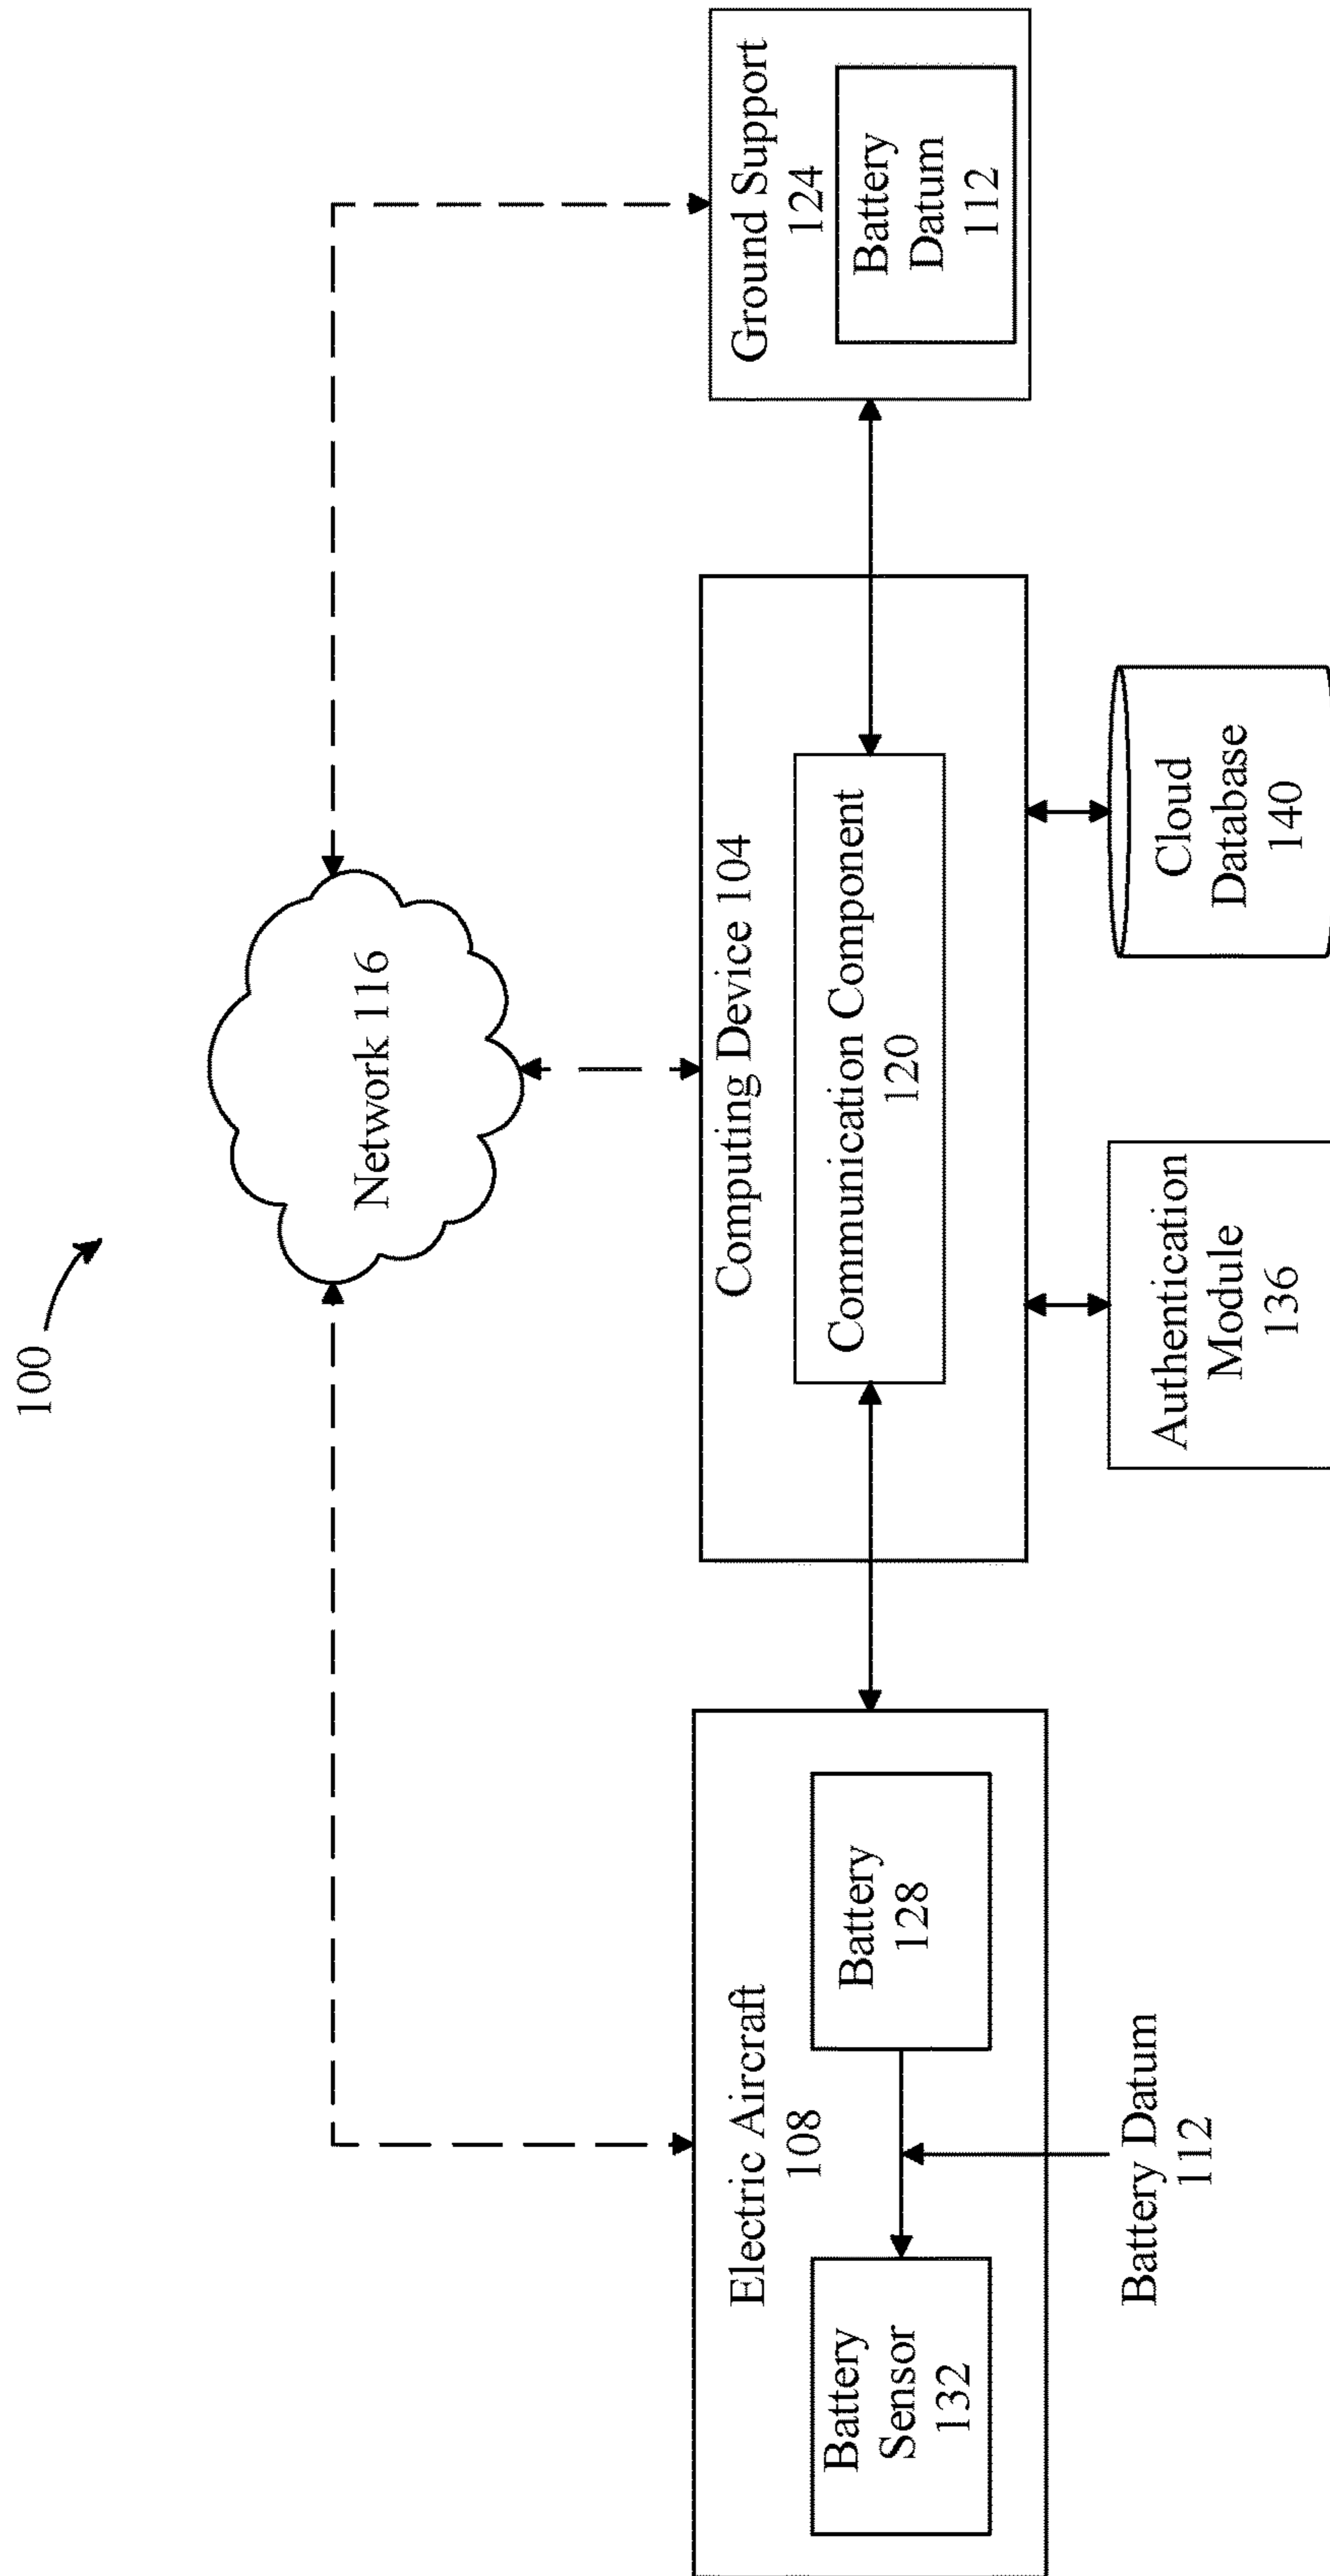 100
Network 116
Electric Aircraft
108
Battery
Sensor
132
Battery
128
Battery Datum
112
Computing Device 104
Communication Component
120
Authentication
Module
136
Cloud
Database
140
Ground Support
124
Battery
Datum
112